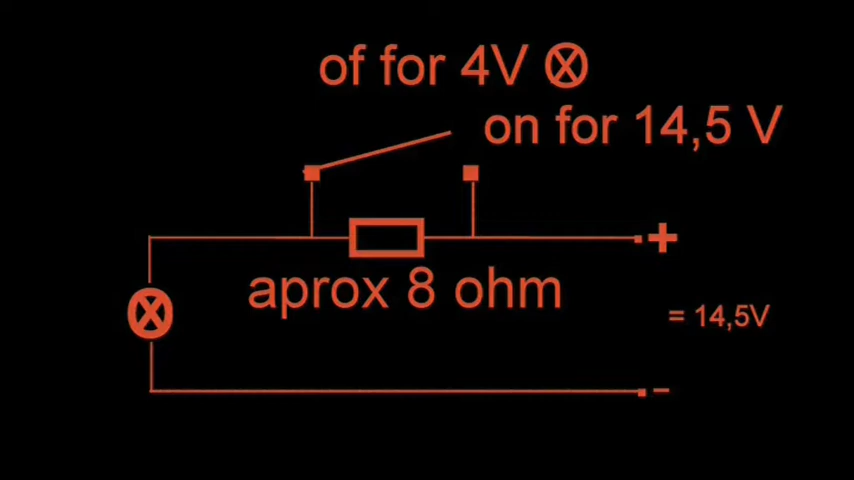 of for 4V ⊗
on for 14,5 V
+
aprox 8 ohm
= 14,5V
-